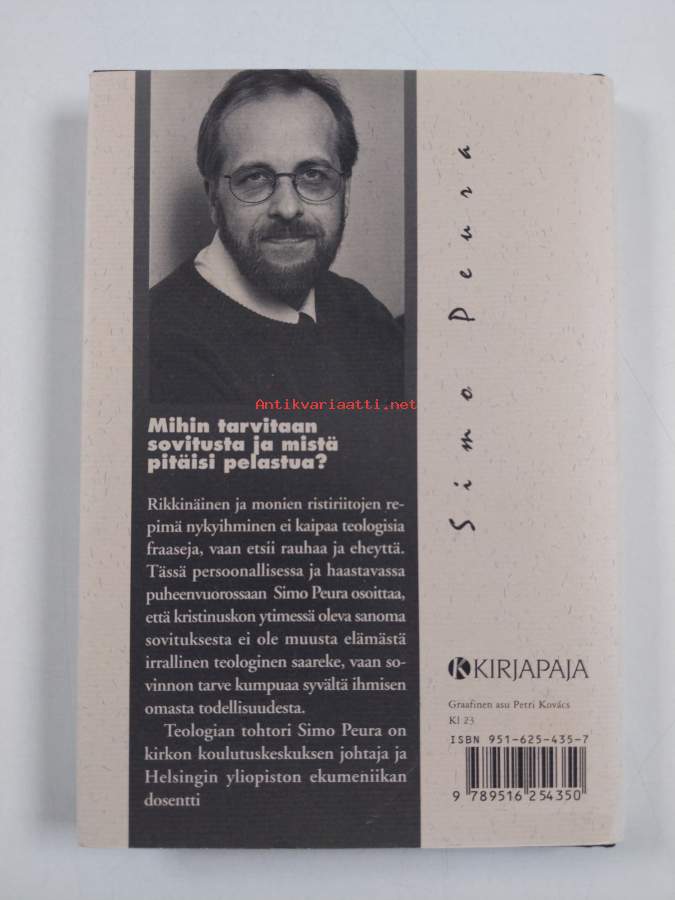 Antikvariaatti.net
Mihin tarvitaan
sovitusta ja mistä
pitäisi pelastua?
Rikkinäinen ja monien ristiriitojen re-
pimä nykyihminen ei kaipaa teologisia
fraaseja, vaan etsii rauhaa ja eheyttä.
Tässä persoonallisessa ja haastavassa
puheenvuorossaan Simo Peura osoittaa,
että kristinuskon ytimessä oleva sanoma
sovituksesta ei ole muusta elämästä
irrallinen teologinen saareke, vaan so-
vinnon tarve kumpuaa syvältä ihmisen
omasta todellisuudesta.
Teologian tohtori Simo Peura on
kirkon koulutuskeskuksen johtaja ja
Helsingin yliopiston ekumeniikan
dosentti
Simo Peura
KIRJAPAJA
Graafinen asu Petri Kovács
Kl 23
ISBN 951-625-435-7
9 789516 254350